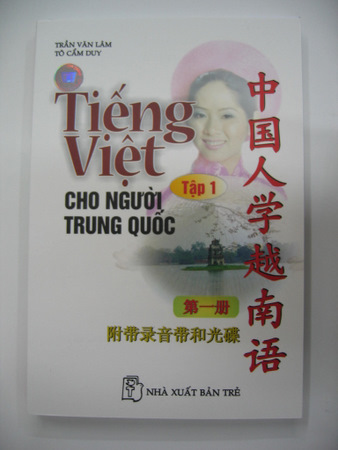 TRẦN VĂN LÂM
TÔ CẨM DUY
Tiếng
Việt
Tập 1
CHO NGƯỜI
TRUNG QUỐC
中国人学越南语
第一册
附带录音带和光碟
NHÀ XUẤT BẢN TRẺ